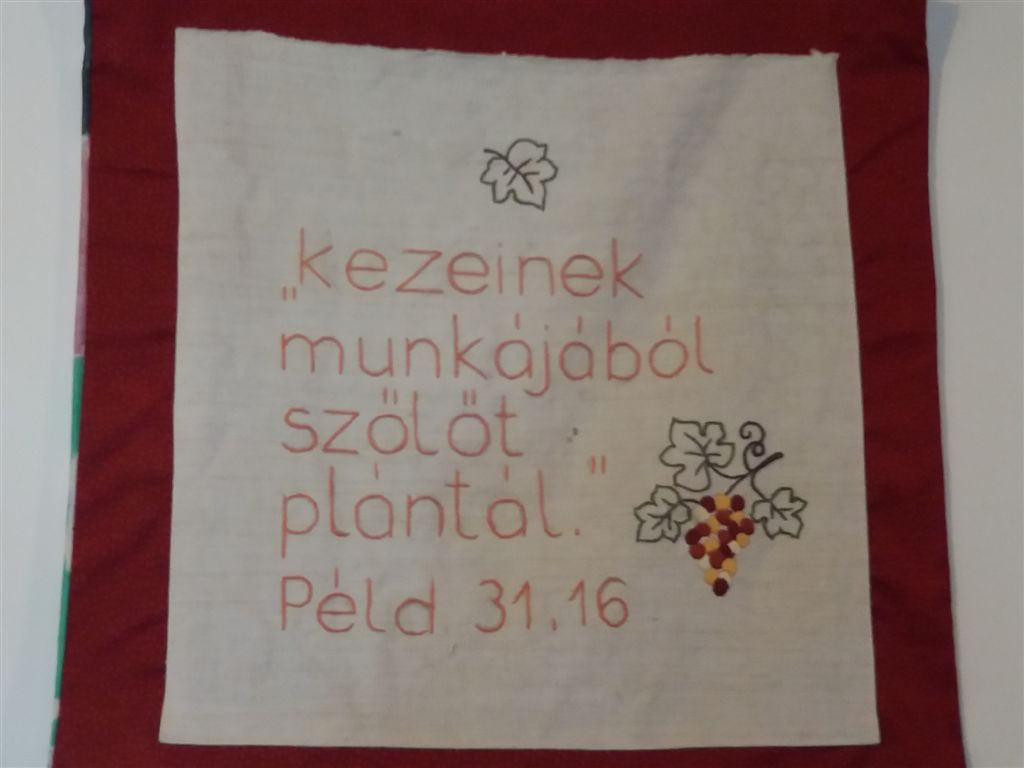 „kezeinek
munkájából
szőlőt
plántál."
Péld 31.16